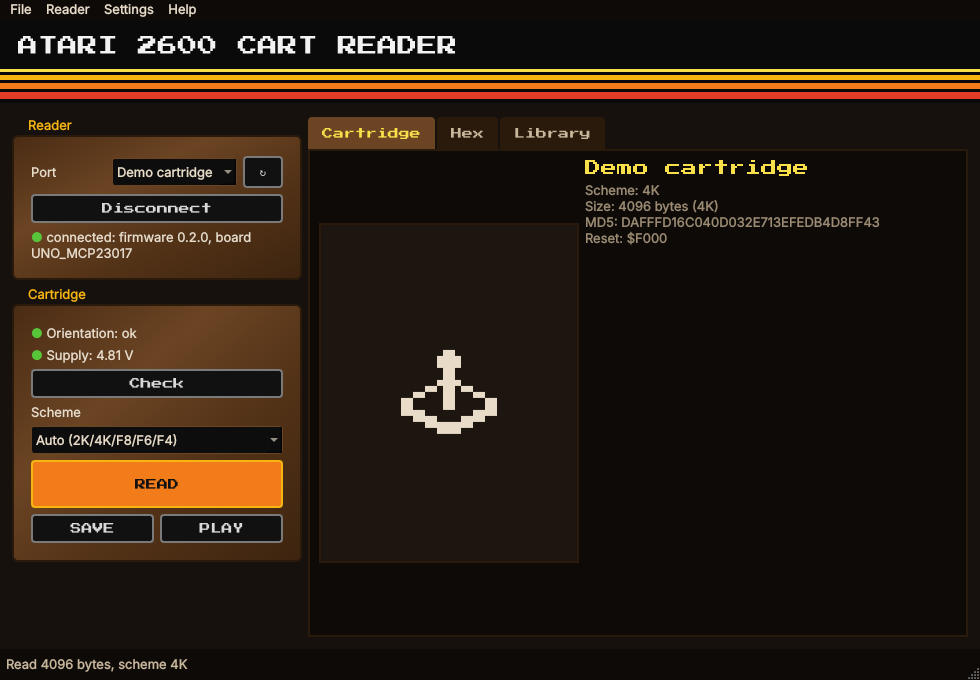 File Reader Settings Help
ATARI 2600 CART READER
Reader
Port Demo cartridge ↻
Disconnect
connected: firmware 0.2.0, board
UNO_MCP23017
Cartridge
Orientation: ok
Supply: 4.81 V
Check
Scheme
Auto (2K/4K/F8/F6/F4)
READ
SAVE PLAY
Cartridge Hex Library
Demo cartridge
Scheme: 4K
Size: 4096 bytes (4K)
MD5: DAFFFD16C040D032E713EFEDB4D8FF43
Reset: $F000
Read 4096 bytes, scheme 4K